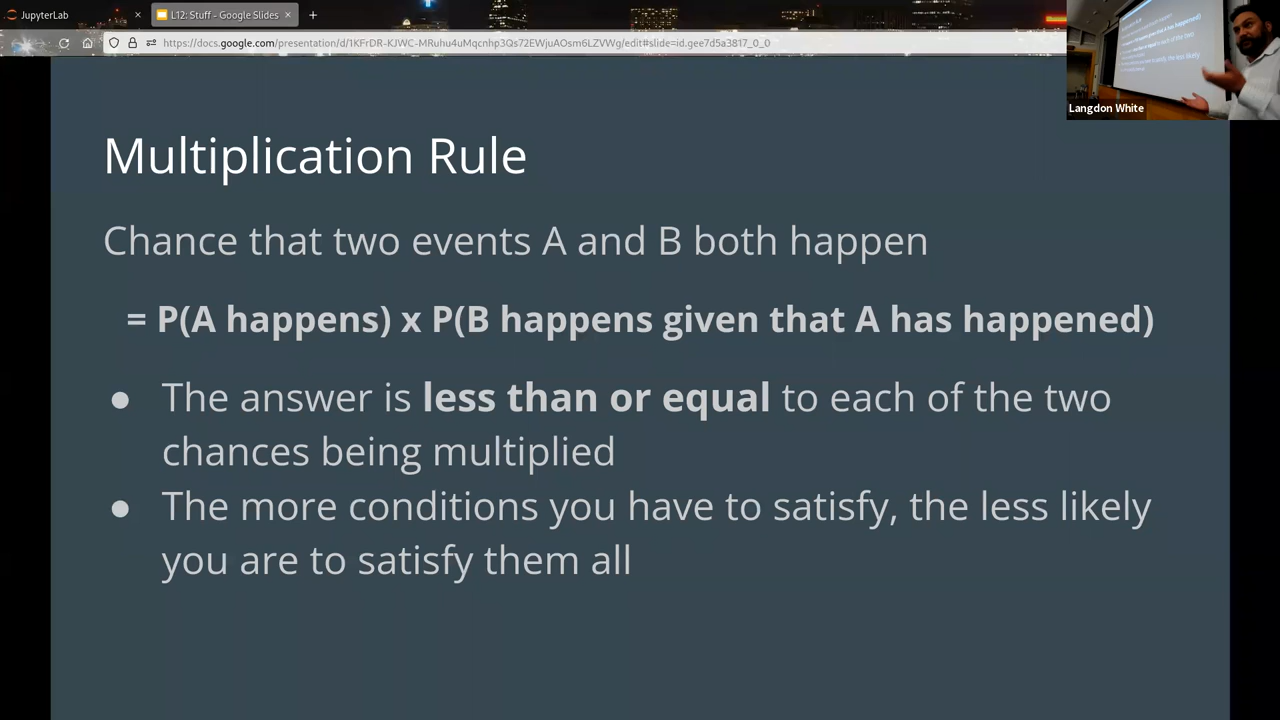 JupyterLab
L12: Stuff - Google Slides
https://docs.google.com/presentation/d/1KFrDR-KJWC-MRuhu4uMqcnhp3Qs72EWjuAOsm6LZVWg/edit#slide=id.gee7d5a3817_0_0
Langdon White
Multiplication Rule
Chance that two events A and B both happen
= P(A happens) x P(B happens given that A has happened)
● The answer is less than or equal to each of the two
chances being multiplied
● The more conditions you have to satisfy, the less likely
you are to satisfy them all